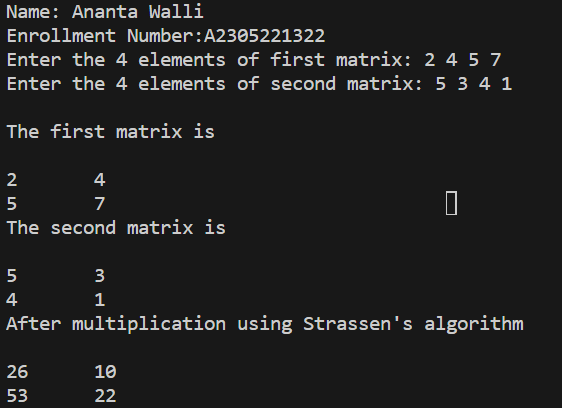 Name: Ananta Walli
Enrollment Number:A2305221322
Enter the 4 elements of first matrix: 2 4 5 7
Enter the 4 elements of second matrix: 5 3 4 1
The first matrix is
2 4
5 7
The second matrix is
5 3
4 1
After multiplication using Strassen's algorithm
26 10
53 22